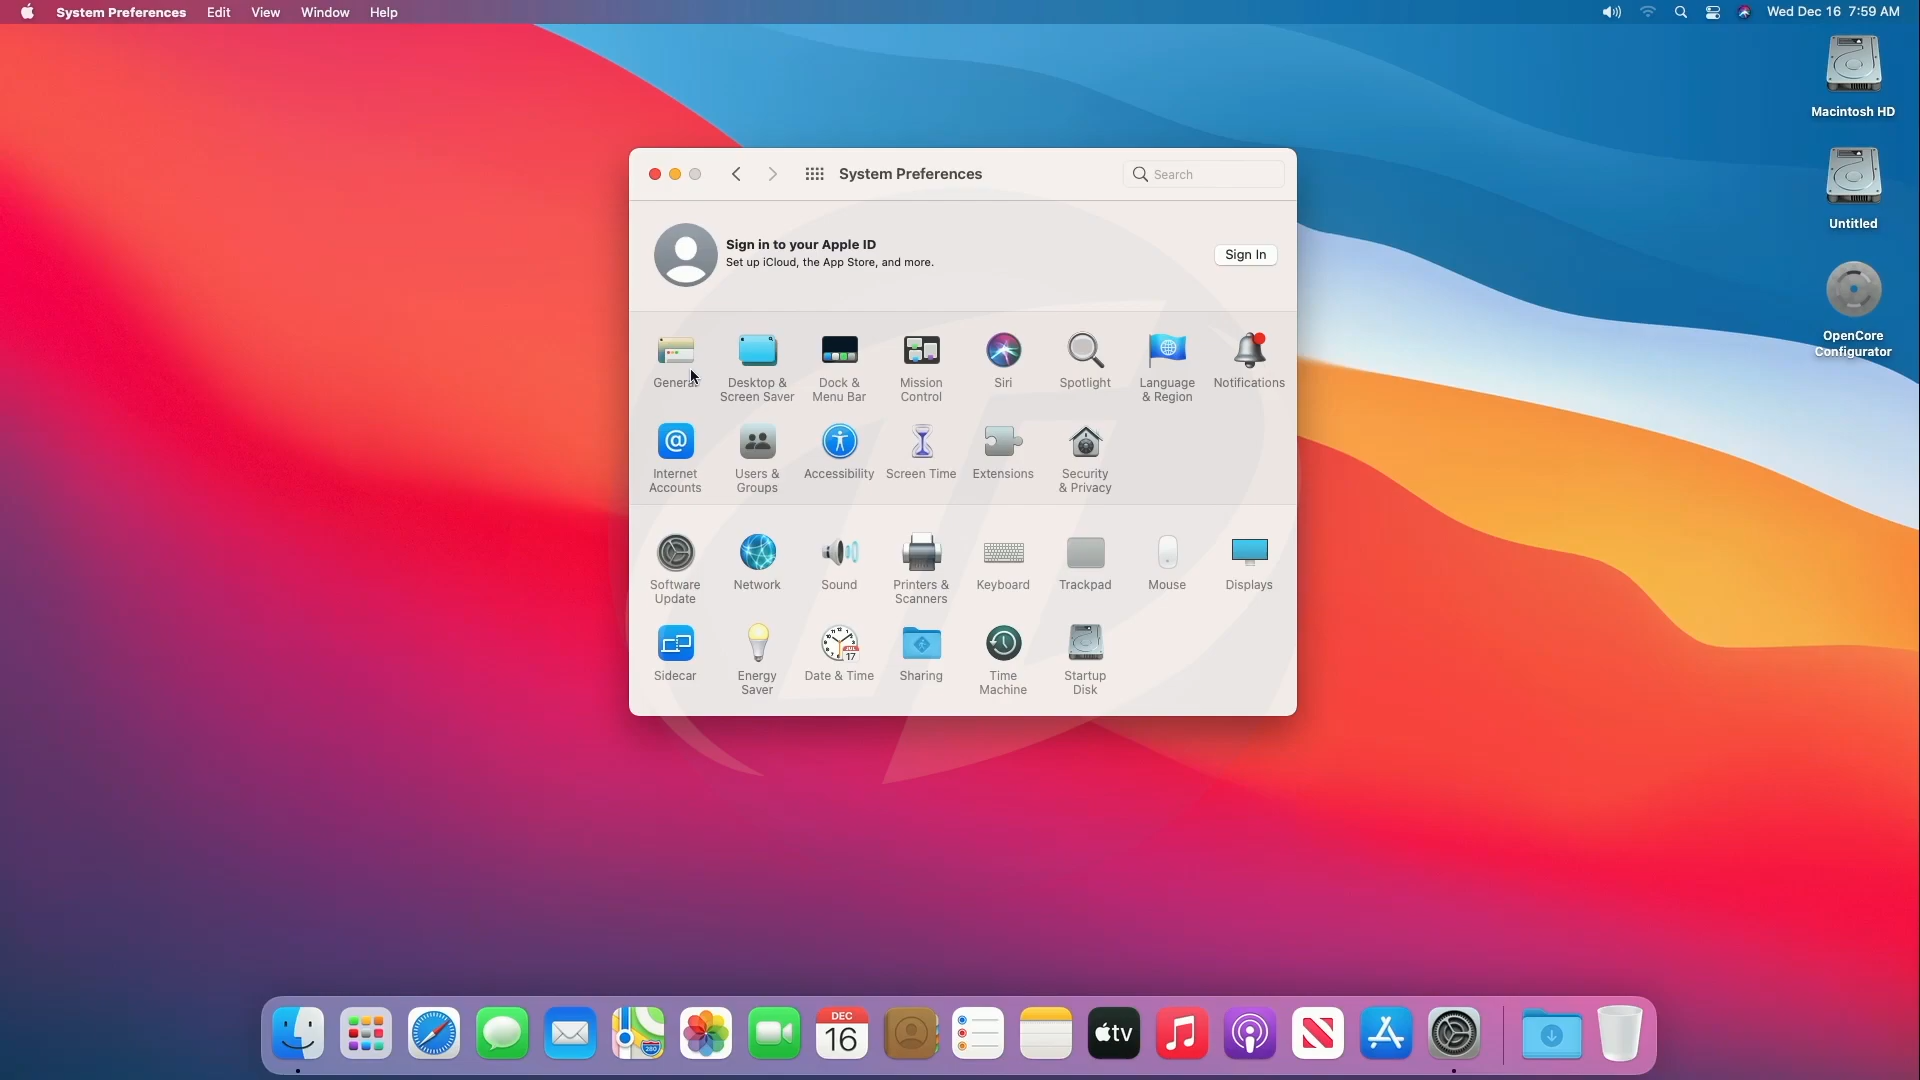 System Preferences Edit View Window Help Wed Dec 16 7:59 AM
Macintosh HD
Untitled
OpenCore
Configurator
System Preferences
Search
Sign in to your Apple ID
Set up iCloud, the App Store, and more.
Sign In
General
Desktop &
Screen Saver
Dock &
Menu Bar
Mission
Control
Siri
Spotlight
Language
& Region
Notifications
Internet
Accounts
Users &
Groups
Accessibility
Screen Time
Extensions
Security
& Privacy
Software
Update
Network
Sound
Printers &
Scanners
Keyboard
Trackpad
Mouse
Displays
Sidecar
Energy
Saver
JUL
17
Date & Time
Sharing
Time
Machine
Startup
Disk
280
DEC
16
tv